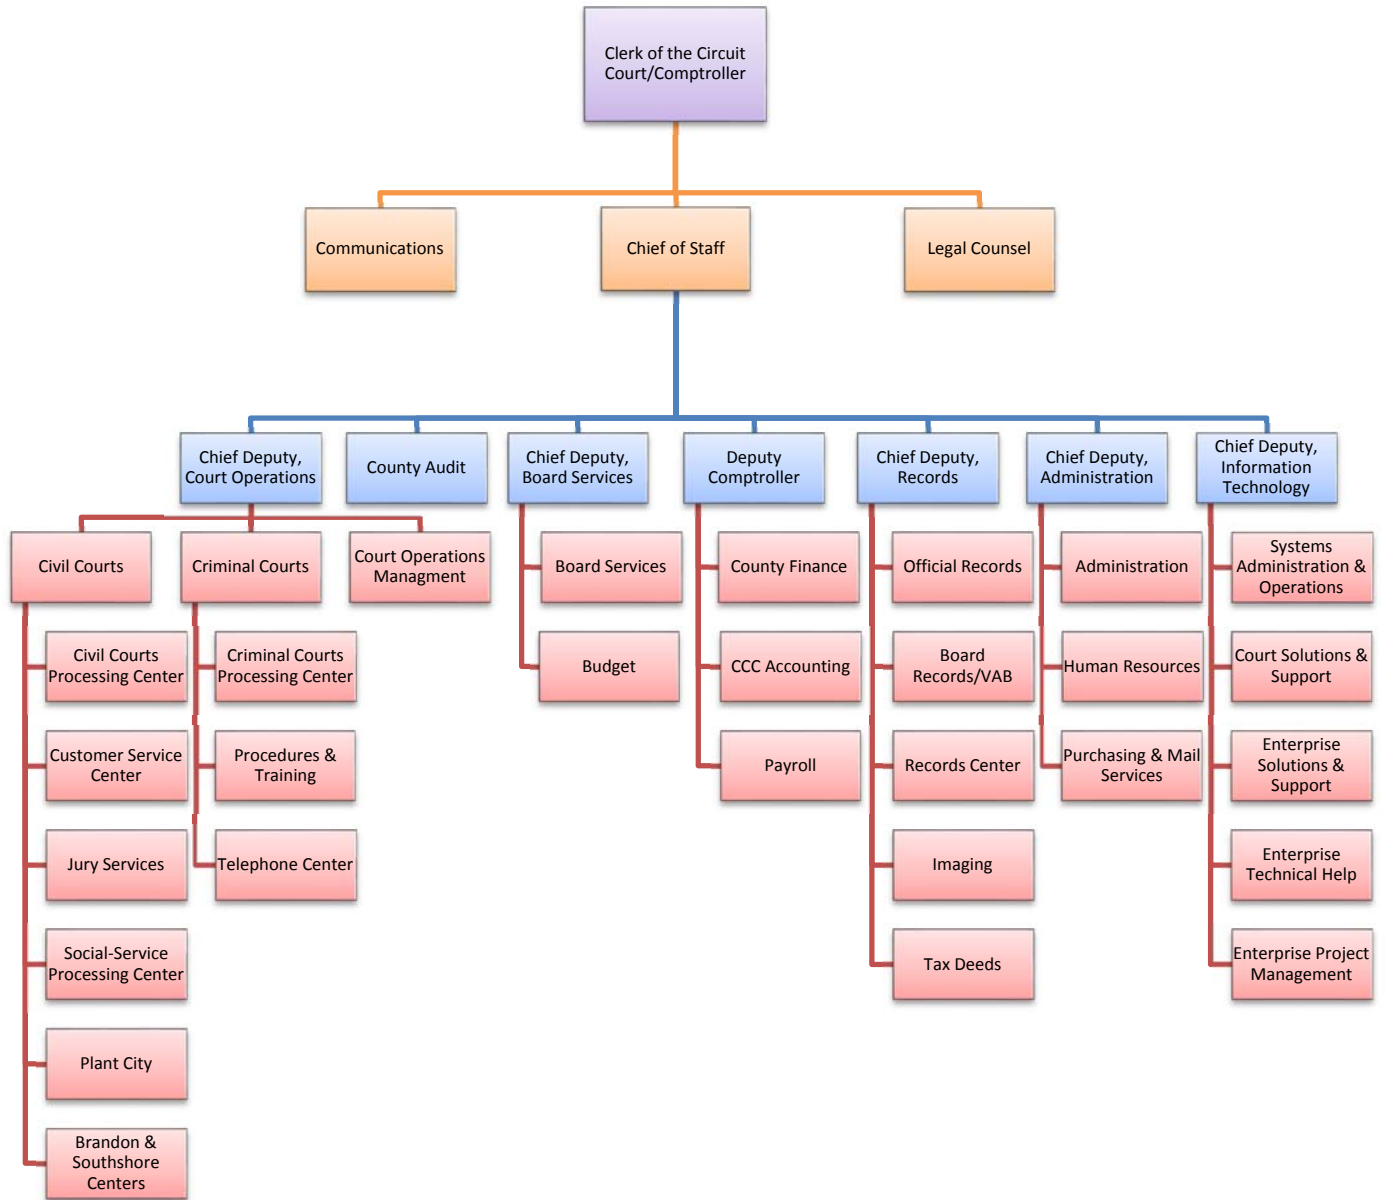 Clerk of the Circuit
Court/Comptroller
Communications
Chief of Staff
Legal Counsel
Chief Deputy,
Court Operations
County Audit
Chief Deputy,
Board Services
Deputy
Comptroller
Chief Deputy,
Records
Chief Deputy,
Administration
Chief Deputy,
Information
Technology
Civil Courts
Criminal Courts
Court Operations
Managment
Board Services
County Finance
Official Records
Administration
Systems
Administration &
Operations
Civil Courts
Processing Center
Criminal Courts
Processing Center
Budget
CCC Accounting
Board
Records/VAB
Human Resources
Court Solutions &
Support
Customer Service
Center
Procedures &
Training
Payroll
Records Center
Purchasing & Mail
Services
Enterprise
Solutions &
Support
Jury Services
Telephone Center
Imaging
Enterprise
Technical Help
Social-Service
Processing Center
Tax Deeds
Enterprise Project
Management
Plant City
Brandon &
Southshore
Centers